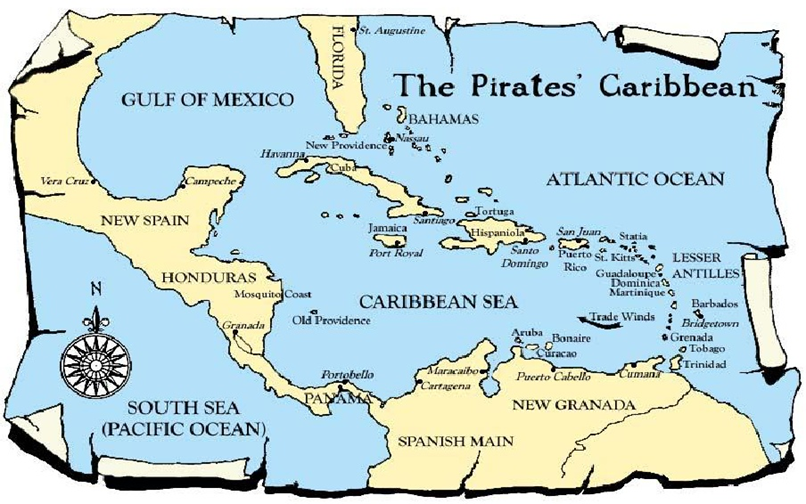 St. Augustine
FLORIDA
The Pirates' Caribbean
GULF OF MEXICO
BAHAMAS
New Providence
Nassau
Havanna
Cuba
Vera Cruz
Campeche
ATLANTIC OCEAN
NEW SPAIN
Santiago
Tortuga
Jamaica
Port Royal
Hispaniola
Santo
Domingo
San Juan
Puerto
Rico
Statia
St. Kitts
LESSER
ANTILLES
Guadaloupe
Dominica
Martinique
HONDURAS
Mosquito Coast
CARIBBEAN SEA
N
Old Providence
Trade Winds
Barbados
Bridgetown
Granada
Aruba
Bonaire
Curacao
Grenada
Tobago
Trinidad
Portobello
PANAMA
Maracaibo
Cartagena
Puerto Cabello
Cumana
SOUTH SEA
(PACIFIC OCEAN)
NEW GRANADA
SPANISH MAIN